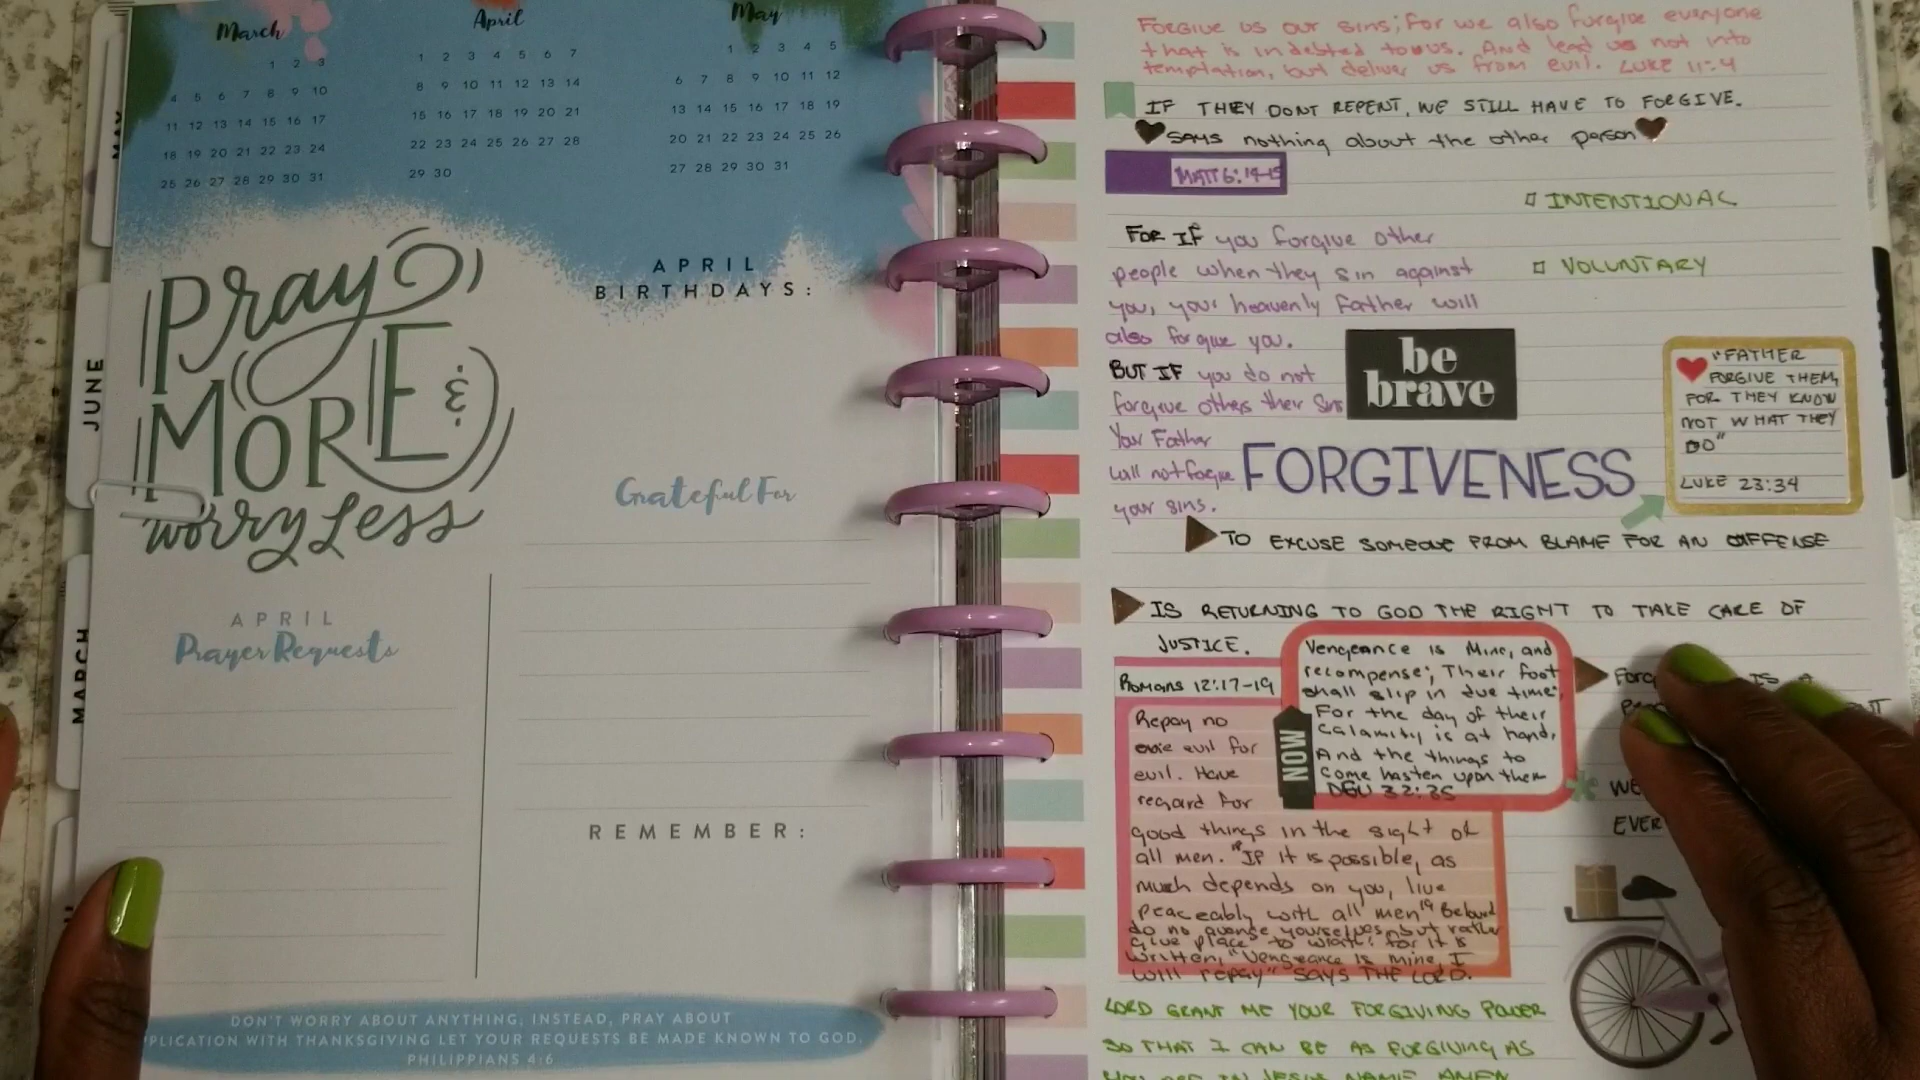 March
1 2 3
4 5 6 7 8 9 10
11 12 13 14 15 16 17
18 19 20 21 22 23 24
25 26 27 28 29 30 31
April
1 2 3 4 5 6 7
8 9 10 11 12 13 14
15 16 17 18 19 20 21
22 23 24 25 26 27 28
29 30
May
1 2 3 4 5
6 7 8 9 10 11 12
13 14 15 16 17 18 19
20 21 22 23 24 25 26
27 28 29 30 31
MAY
JUNE
MARCH
Pray
MORE &
worry Less
APRIL
BIRTHDAYS:
Grateful For
APRIL
Prayer Requests
REMEMBER:
DON'T WORRY ABOUT ANYTHING; INSTEAD, PRAY ABOUT
PLICATION WITH THANKSGIVING LET YOUR REQUESTS BE MADE KNOWN TO GOD.
PHILIPPIANS 4:6
Forgive us our sins; for we also forgive everyone
that is indebted to us. And lead us not into
temptation, but deliver us from evil. Luke 11:4
IF THEY DONT REPENT, WE STILL HAVE TO FORGIVE.
SAYS nothing about the other person
MATT 6:14-15
INTENTIONAL
VOLUNTARY
FOR IF you forgive other
people when they sin against
you, your heavenly Father will
also forgive you.
BUT IF you do not
forgive others their sins
Your Father
will not forgive
your sins.
be
brave
FORGIVENESS
"FATHER
FORGIVE THEM,
FOR THEY KNOW
NOT WHAT THEY
DO"
LUKE 23:34
TO EXCUSE SOMEONE FROM BLAME FOR AN OFFENSE
IS RETURNING TO GOD THE RIGHT TO TAKE CARE OF
JUSTICE.
Romans 12:17-19
Repay no
one evil for
evil. Have
regard for
good things in the sight of
all men. "If it is possible, as
much depends on you, live
peaceably with all men 19 Beloved
do no avenge yourselves, but rather
give place to wrath: for it is
written, "Vengeance is mine, I
will repay" SAYS THE LORD.
NOW
Vengeance is Mine, and
recompense; Their foot
shall slip in due time;
For the day of their
calamity is at hand,
And the things to
come hasten upon them
DEU 32:35
IS A
WE
EVER
LORD GRANT ME YOUR FORGIVING POWER
SO THAT I CAN BE AS FORGIVING AS
YOU ARE IN JESUS NAME AMEN